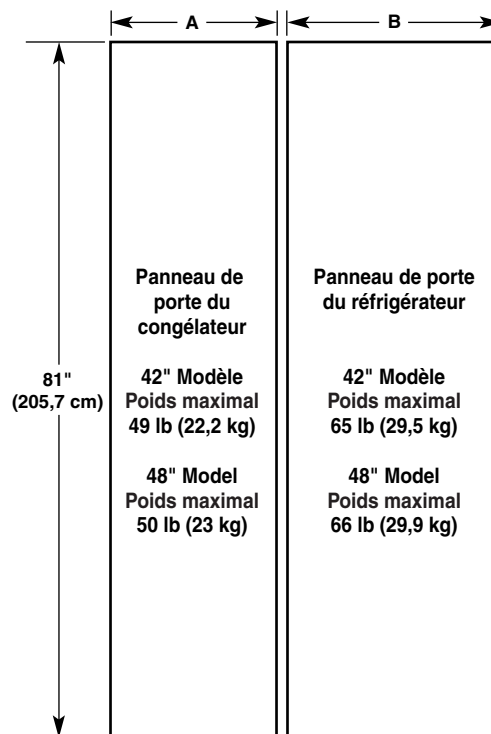 A
B
81"
(205,7 cm)
Panneau de
porte du
congélateur
42" Modèle
Poids maximal
49 lb (22,2 kg)
48" Model
Poids maximal
50 lb (23 kg)
Panneau de porte
du réfrigérateur
42" Modèle
Poids maximal
65 lb (29,5 kg)
48" Model
Poids maximal
66 lb (29,9 kg)